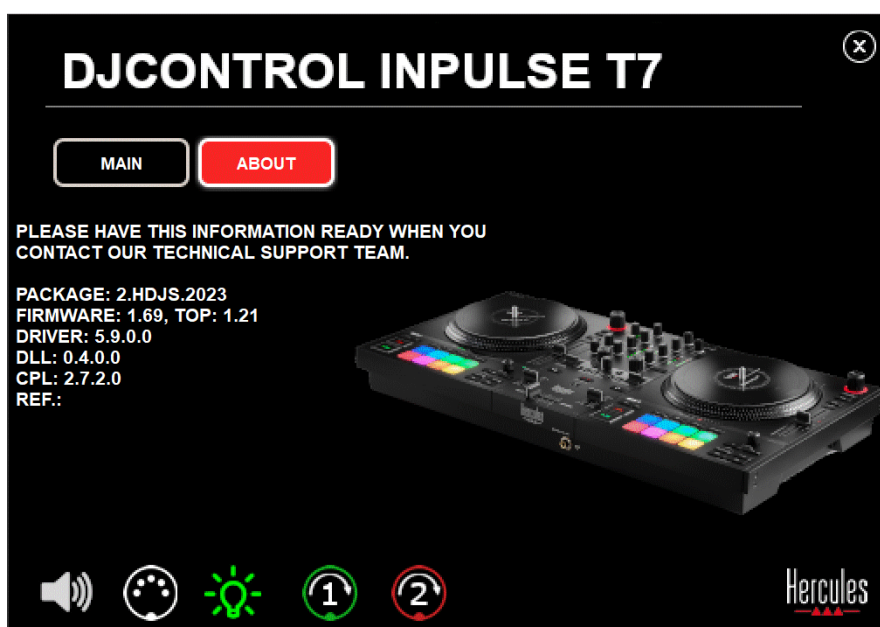 DJCONTROL INPULSE T7
MAIN
ABOUT
PLEASE HAVE THIS INFORMATION READY WHEN YOU
CONTACT OUR TECHNICAL SUPPORT TEAM.
PACKAGE: 2.HDJS.2023
FIRMWARE: 1.69, TOP: 1.21
DRIVER: 5.9.0.0
DLL: 0.4.0.0
CPL: 2.7.2.0
REF.:
1
2
Hercules